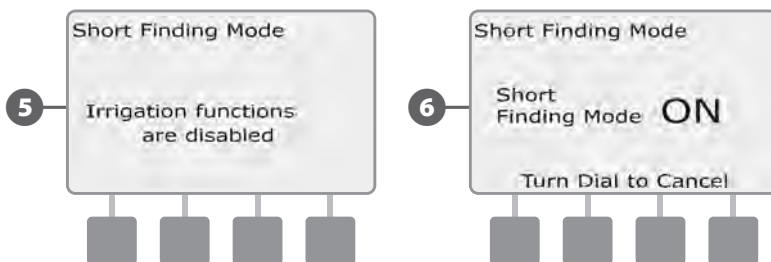 5
Short Finding Mode
Irrigation functions
are disabled
6
Short Finding Mode
Short
Finding Mode ON
Turn Dial to Cancel